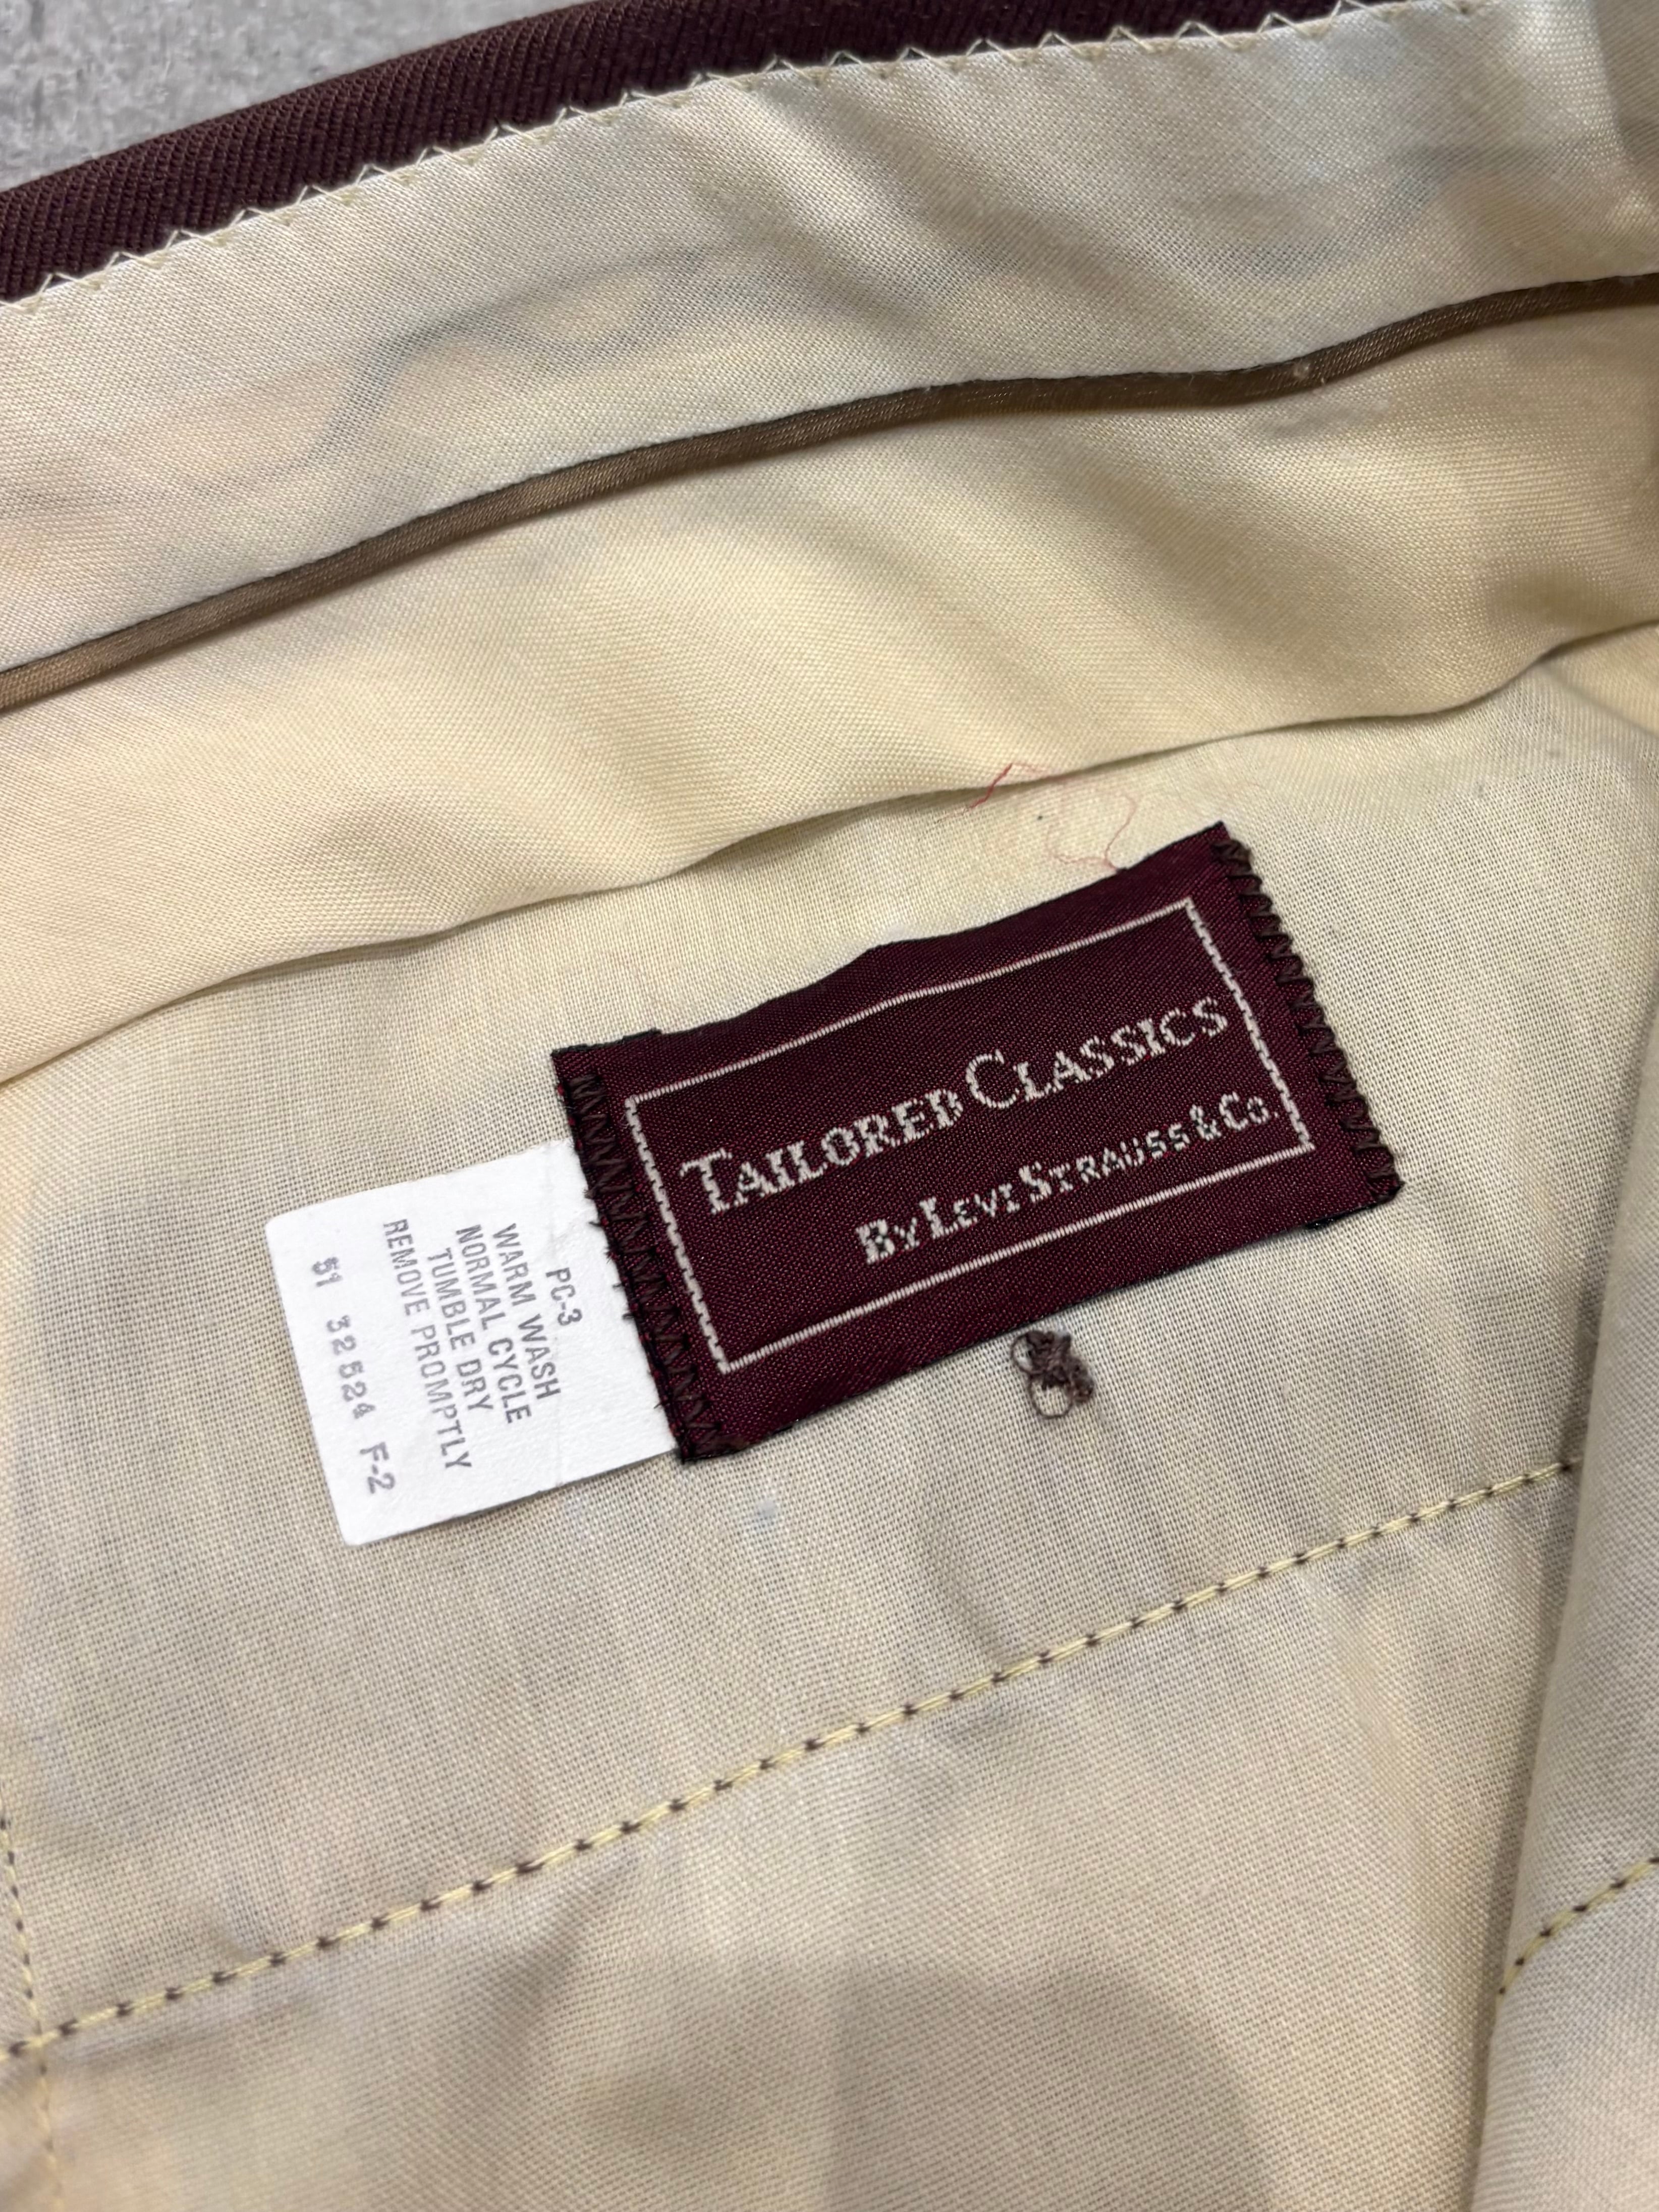 TAILORED CLASSICS
BY LEVI STRAUSS & CO.
PC-3
WARM WASH
NORMAL CYCLE
TUMBLE DRY
REMOVE PROMPTLY
51 32524 F-2